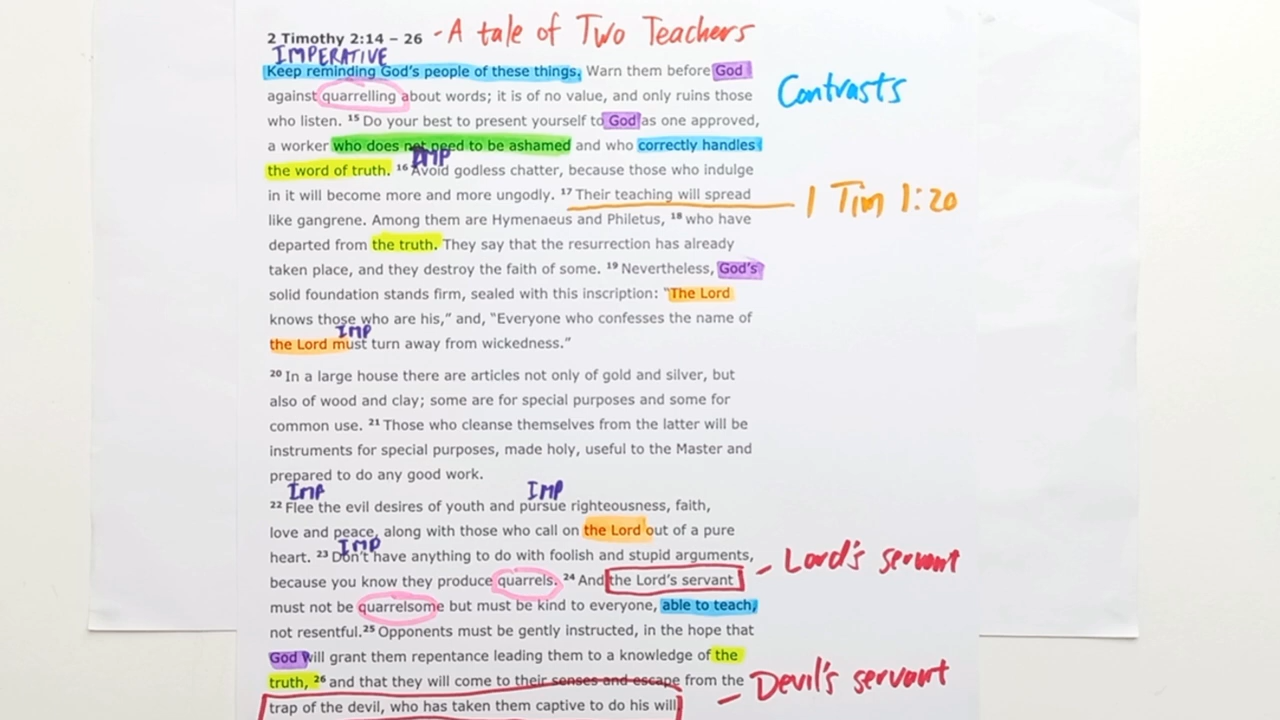 2 Timothy 2:14 – 26 - A tale of Two Teachers
IMPERATIVE
Keep reminding God's people of these things. Warn them before God
against quarrelling about words; it is of no value, and only ruins those
Contrasts
who listen. 15 Do your best to present yourself to God as one approved,
a worker who does not need to be ashamed and who correctly handles
IMP
the word of truth. 16 Avoid godless chatter, because those who indulge
in it will become more and more ungodly. 17 Their teaching will spread
1 Tim 1:20
like gangrene. Among them are Hymenaeus and Philetus, 18 who have
departed from the truth. They say that the resurrection has already
taken place, and they destroy the faith of some. 19 Nevertheless, God's
solid foundation stands firm, sealed with this inscription: "The Lord
knows those who are his," and, "Everyone who confesses the name of
IMP
the Lord must turn away from wickedness."
20 In a large house there are articles not only of gold and silver, but
also of wood and clay; some are for special purposes and some for
common use. 21 Those who cleanse themselves from the latter will be
instruments for special purposes, made holy, useful to the Master and
prepared to do any good work.
IMP IMP
22 Flee the evil desires of youth and pursue righteousness, faith,
love and peace, along with those who call on the Lord out of a pure
IMP
heart. 23 Don't have anything to do with foolish and stupid arguments,
- Lord's servant
because you know they produce quarrels. 24 And the Lord's servant
must not be quarrelsome but must be kind to everyone, able to teach,
not resentful. 25 Opponents must be gently instructed, in the hope that
God will grant them repentance leading them to a knowledge of the
truth, 26 and that they will come to their senses and escape from the
- Devil's servant
trap of the devil, who has taken them captive to do his will.